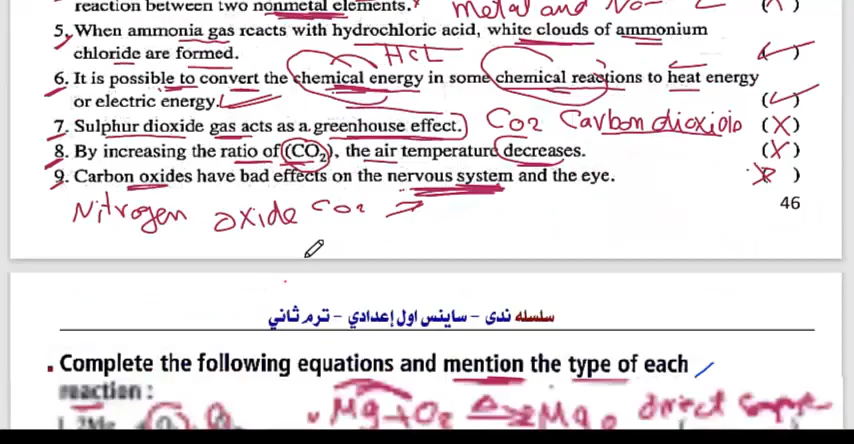 reaction between two nonmetal elements. metal and No
5. When ammonia gas reacts with hydrochloric acid, white clouds of ammonium
chloride are formed. HCL (✓)
6. It is possible to convert the chemical energy in some chemical reactions to heat energy
or electric energy. (✓)
7. Sulphur dioxide gas acts as a greenhouse effect. CO2 Carbon dioxide (X)
8. By increasing the ratio of (CO₂), the air temperature decreases. (X)
9. Carbon oxides have bad effects on the nervous system and the eye. X )
Nitrogen oxide CO2
46
سلسله ندى - ساينس اول إعدادي - ترم ثاني
. Complete the following equations and mention the type of each
reaction :
Mg + O2 Δ 2Mg direct